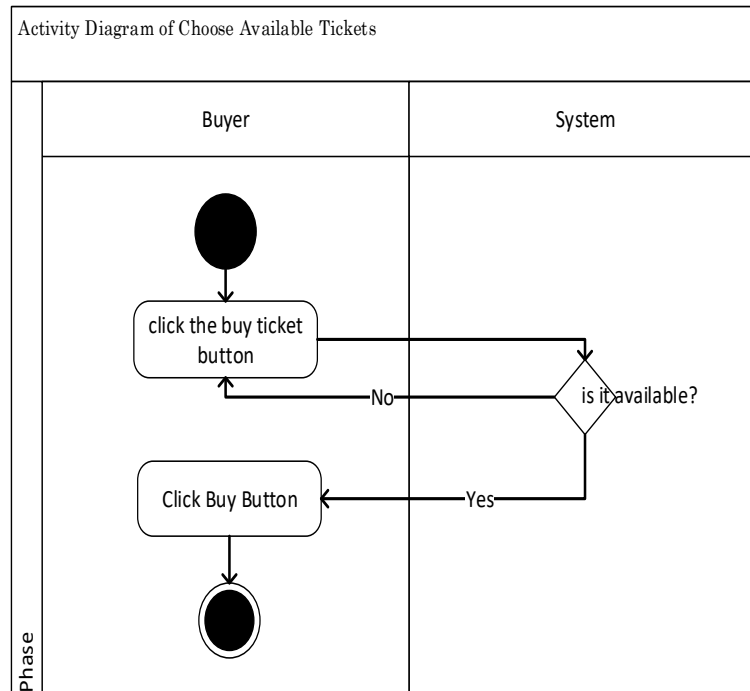 Activity Diagram of Choose Available Tickets
Buyer
System
click the buy ticket
button
is it available?
No
Click Buy Button
Yes
Phase